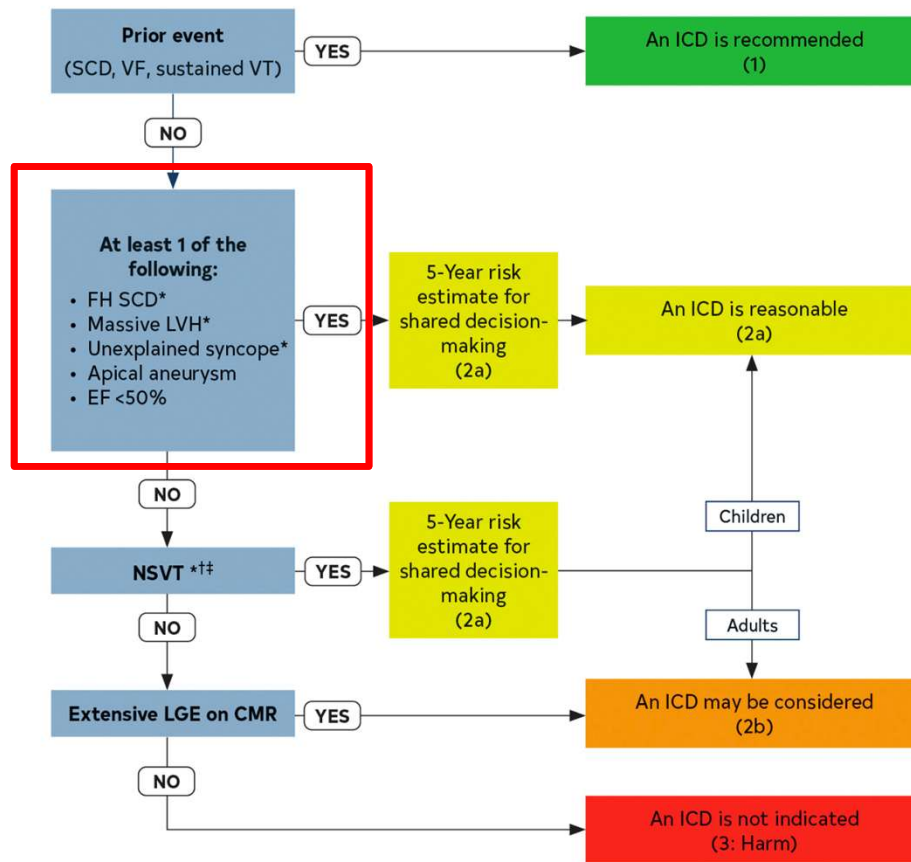 Prior event
(SCD, VF, sustained VT)
YES
An ICD is recommended
(1)
NO
At least 1 of the
following:
• FH SCD*
• Massive LVH*
• Unexplained syncope*
• Apical aneurysm
• EF <50%
YES
5-Year risk
estimate for
shared decision-
making
(2a)
An ICD is reasonable
(2a)
NO
NSVT *†‡
YES
5-Year risk
estimate for
shared decision-
making
(2a)
Children
Adults
NO
Extensive LGE on CMR
YES
An ICD may be considered
(2b)
NO
An ICD is not indicated
(3: Harm)